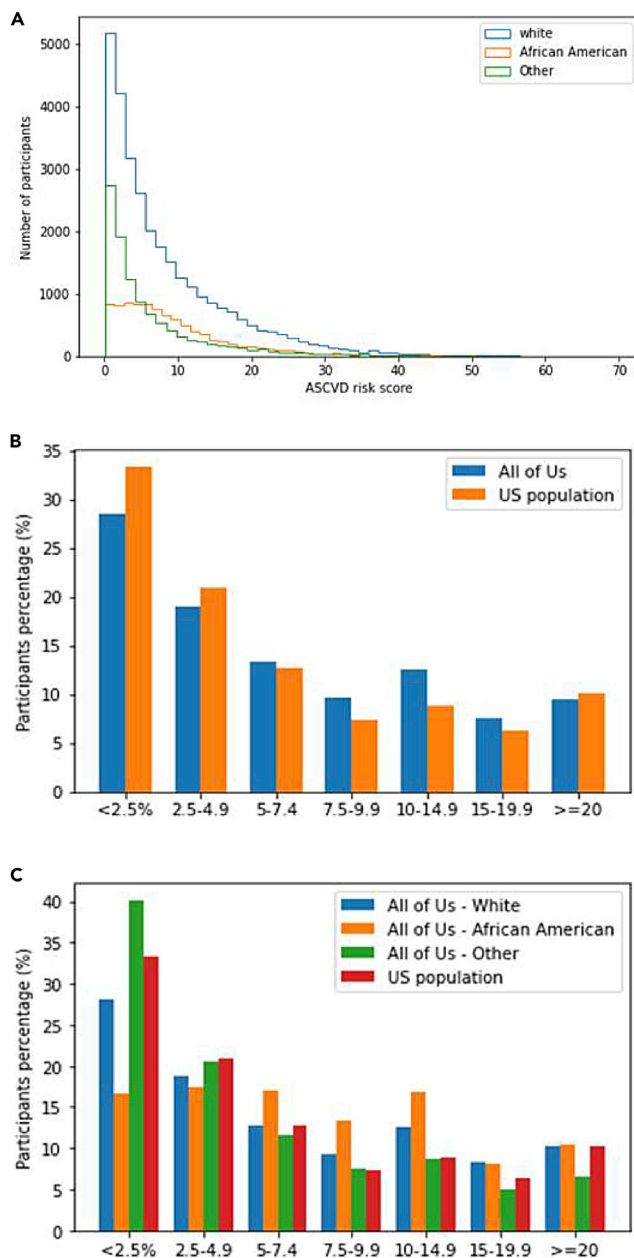 A
white
African American
Other
Number of participants
5000
4000
3000
2000
1000
0
0 10 20 30 40 50 60 70
ASCVD risk score
B
All of Us
US population
Participants percentage (%)
35
30
25
20
15
10
5
0
<2.5% 2.5-4.9 5-7.4 7.5-9.9 10-14.9 15-19.9 >=20
C
All of Us - White
All of Us - African American
All of Us - Other
US population
Participants percentage (%)
40
35
30
25
20
15
10
5
0
<2.5% 2.5-4.9 5-7.4 7.5-9.9 10-14.9 15-19.9 >=20